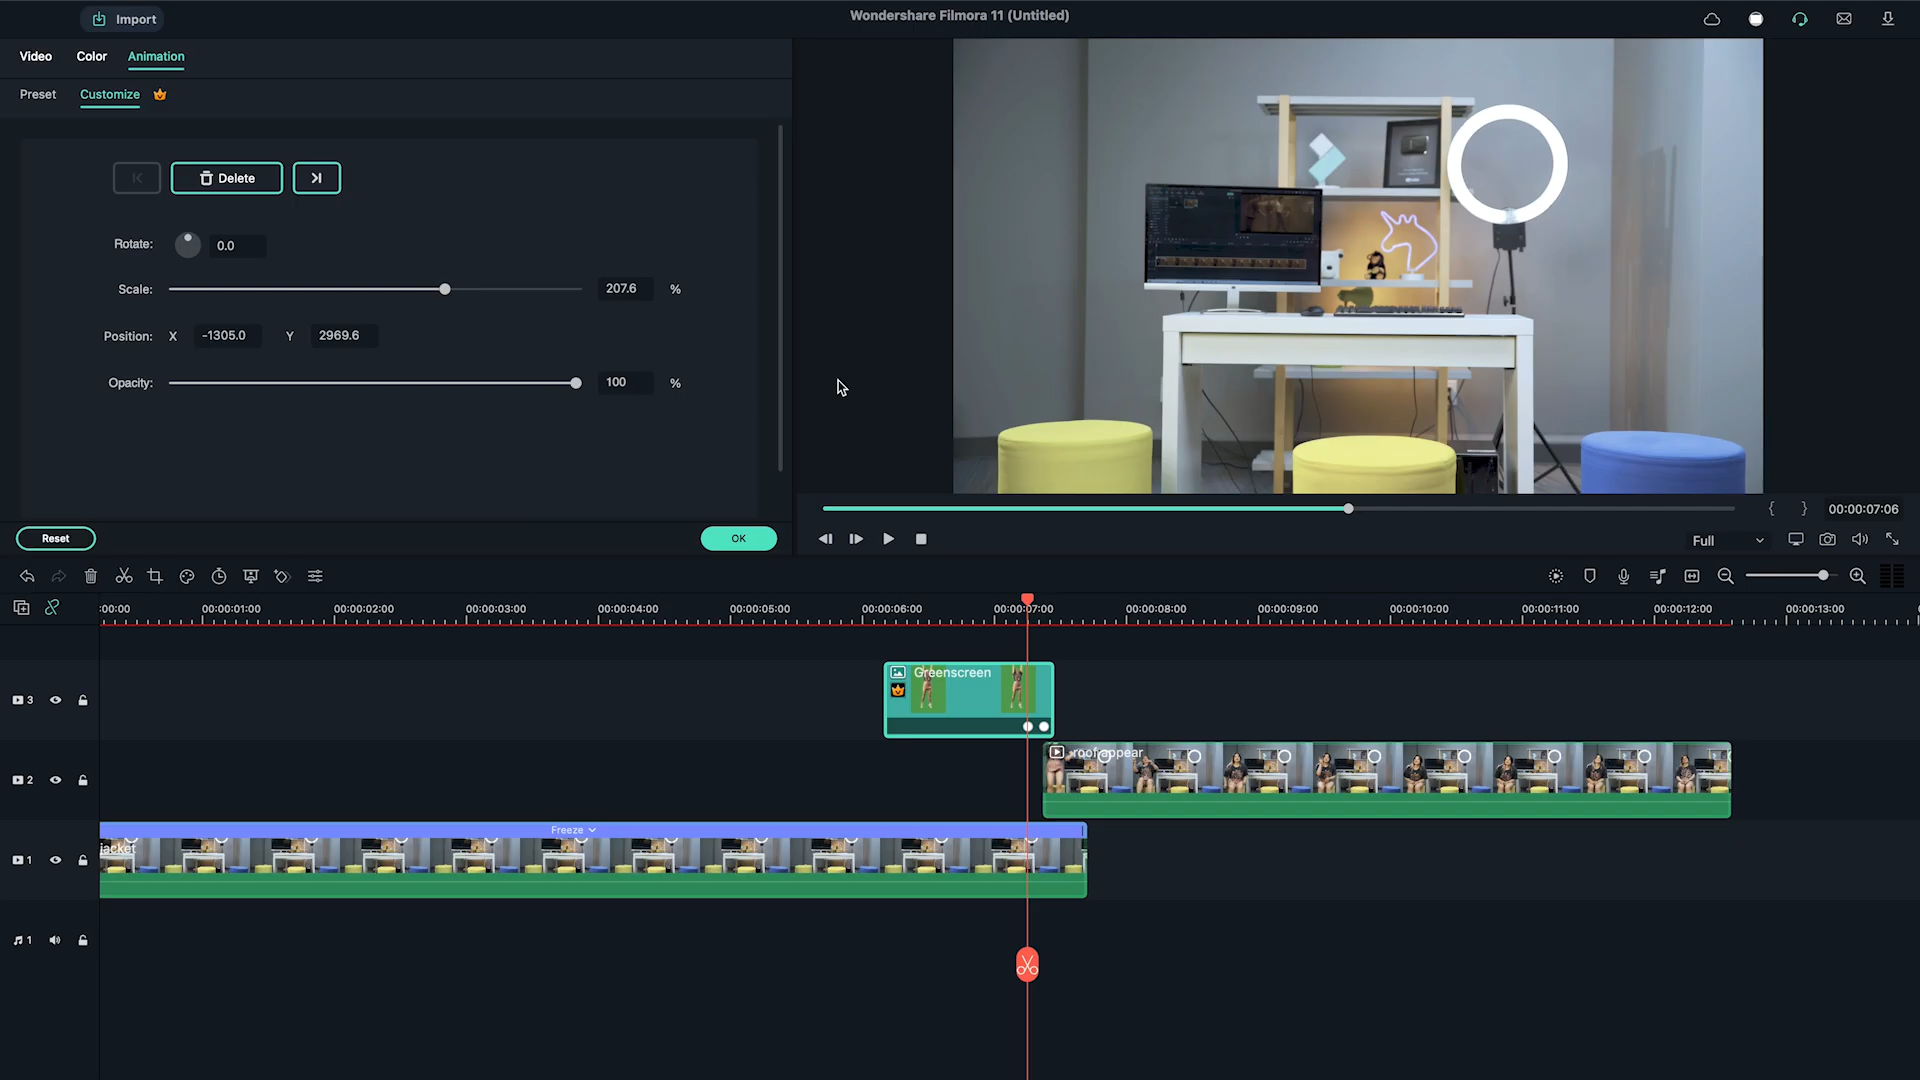 Import
Wondershare Filmora 11 (Untitled)
Video Color Animation
Preset Customize
Delete
Rotate: 0.0
Scale: 207.6 %
Position: X -1305.0 Y 2969.6
Opacity: 100 %
Reset OK
{ } 00:00:07:06
Full
:00:00 00:00:01:00 00:00:02:00 00:00:03:00 00:00:04:00 00:00:05:00 00:00:06:00 00:00:07:00 00:00:08:00 00:00:09:00 00:00:10:00 00:00:11:00 00:00:12:00 00:00:13:00
Greenscreen
3
roof appear
2
Freeze
jacket
1
1